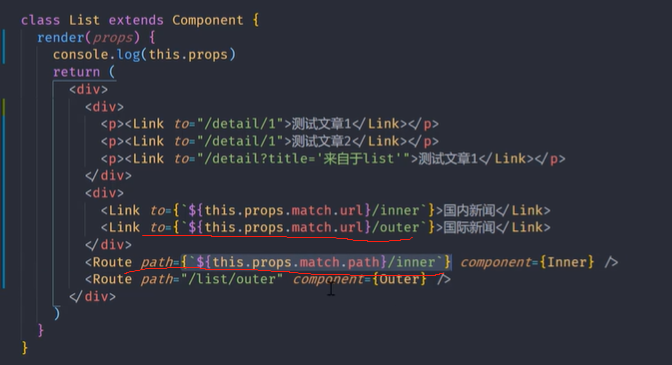 class List extends Component {
render(props) {
console.log(this.props)
return (
<div>
<div>
<p><Link to="/detail/1">测试文章1</Link></p>
<p><Link to="/detail/1">测试文章2</Link></p>
<p><Link to="/detail?title='来自于list'">测试文章1</Link></p>
</div>
<div>
<Link to={`${this.props.match.url}/inner`}>国内新闻</Link>
<Link to={`${this.props.match.url}/outer`}>国际新闻</Link>
</div>
<Route path={`${this.props.match.path}/inner`} component={Inner} />
<Route path="/list/outer" component={Outer} />
</div>
)
}
}